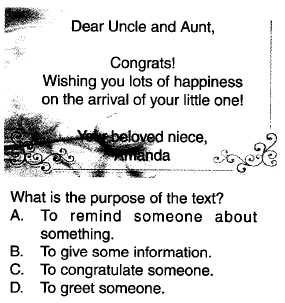 Dear Uncle and Aunt,
Congrats!
Wishing you lots of happiness
on the arrival of your little one!
Your beloved niece,
Amanda
What is the purpose of the text?
A. To remind someone about
something.
B. To give some information.
C. To congratulate someone.
D. To greet someone.